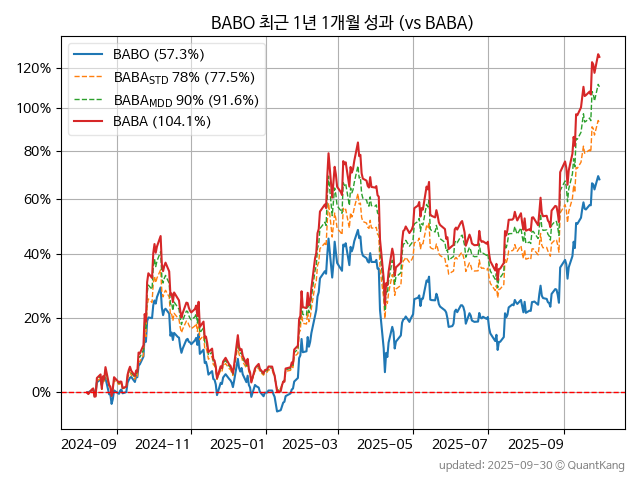 BABO 최근 1년 1개월 성과 (vs BABA)
BABO (57.3%)
BABA_STD 78% (77.5%)
BABA_MDD 90% (91.6%)
BABA (104.1%)
120%
100%
80%
60%
40%
20%
0%
2024−09 2024−11 2025−01 2025−03 2025−05 2025−07 2025−09
updated: 2025-09-30 © QuantKang